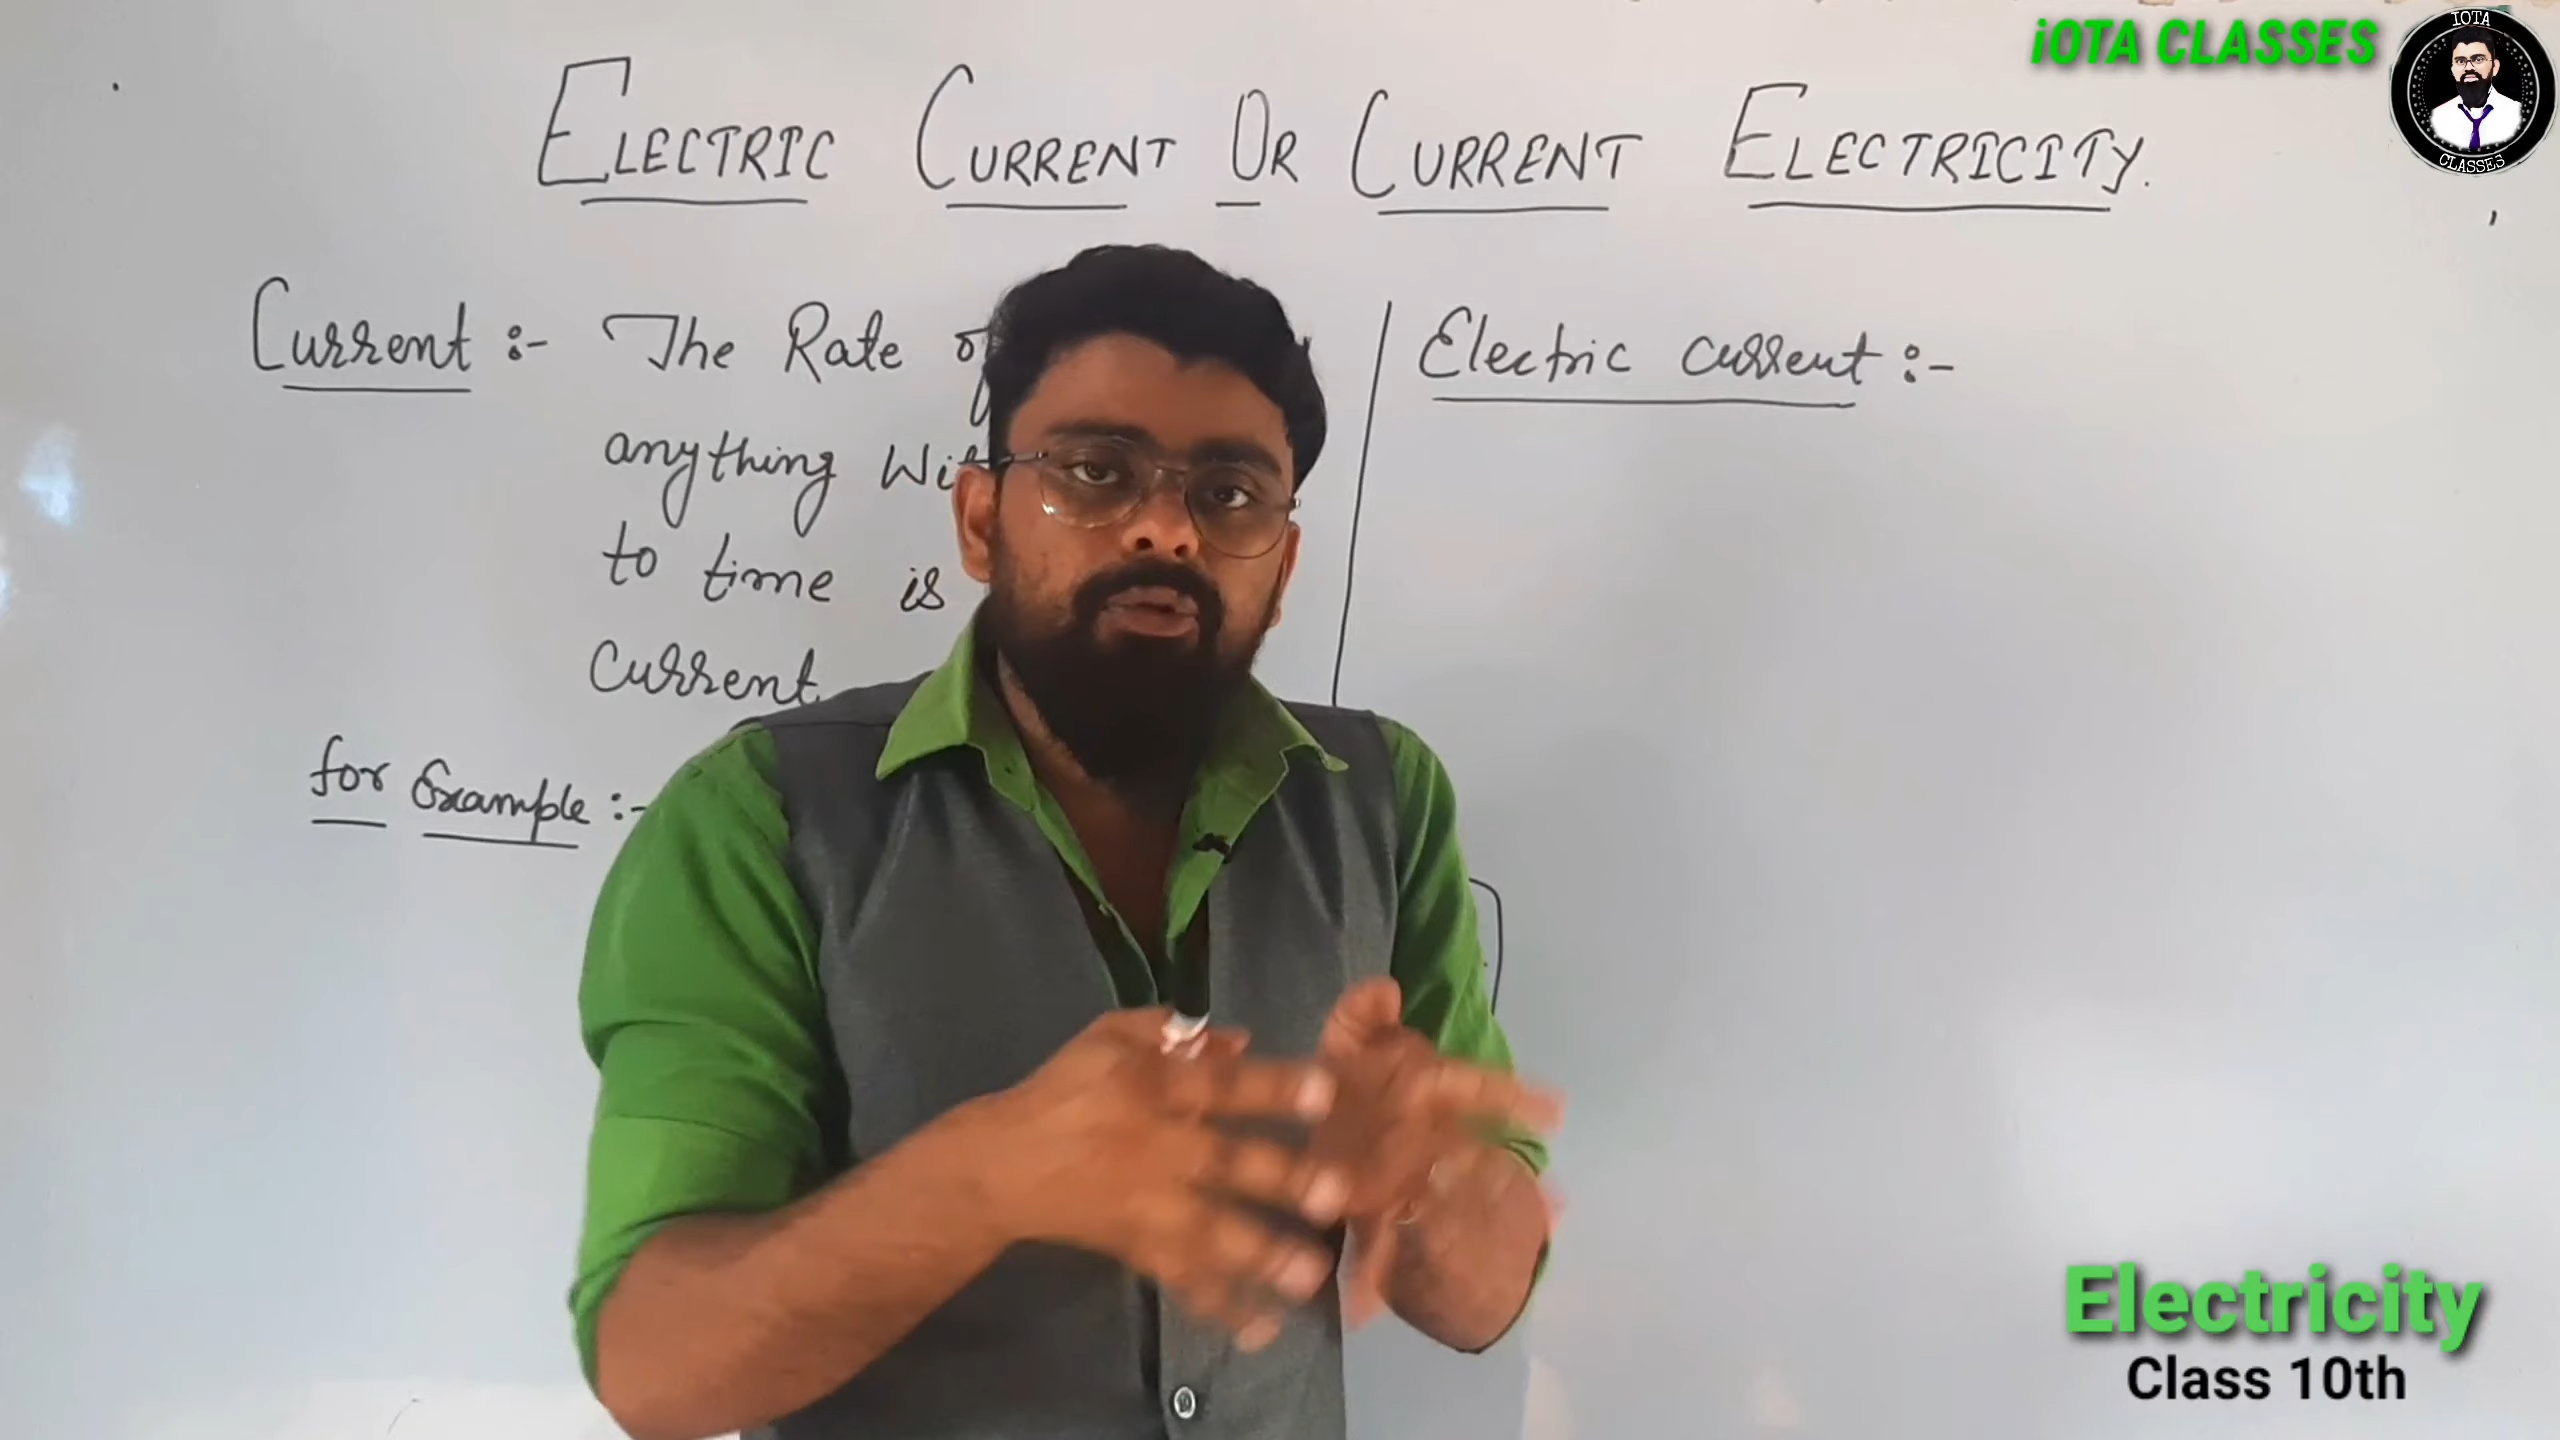 iOTA CLASSES
IOTA
CLASSES
ELECTRIC CURRENT OR CURRENT ELECTRICITY.
Current :- The Rate
anything
to time is
Current
for Example :-
Electric current :-
Electricity
Class 10th